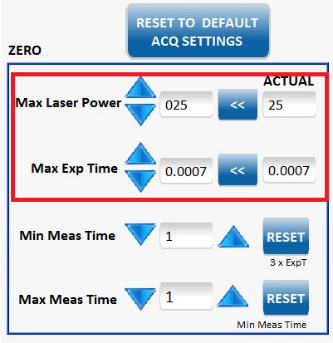 RESET TO DEFAULT
ACQ SETTINGS
ZERO
ACTUAL
Max Laser Power 025 << 25
Max Exp Time 0.0007 << 0.0007
Min Meas Time 1 RESET
3 x ExpT
Max Meas Time 1 RESET
Min Meas Time